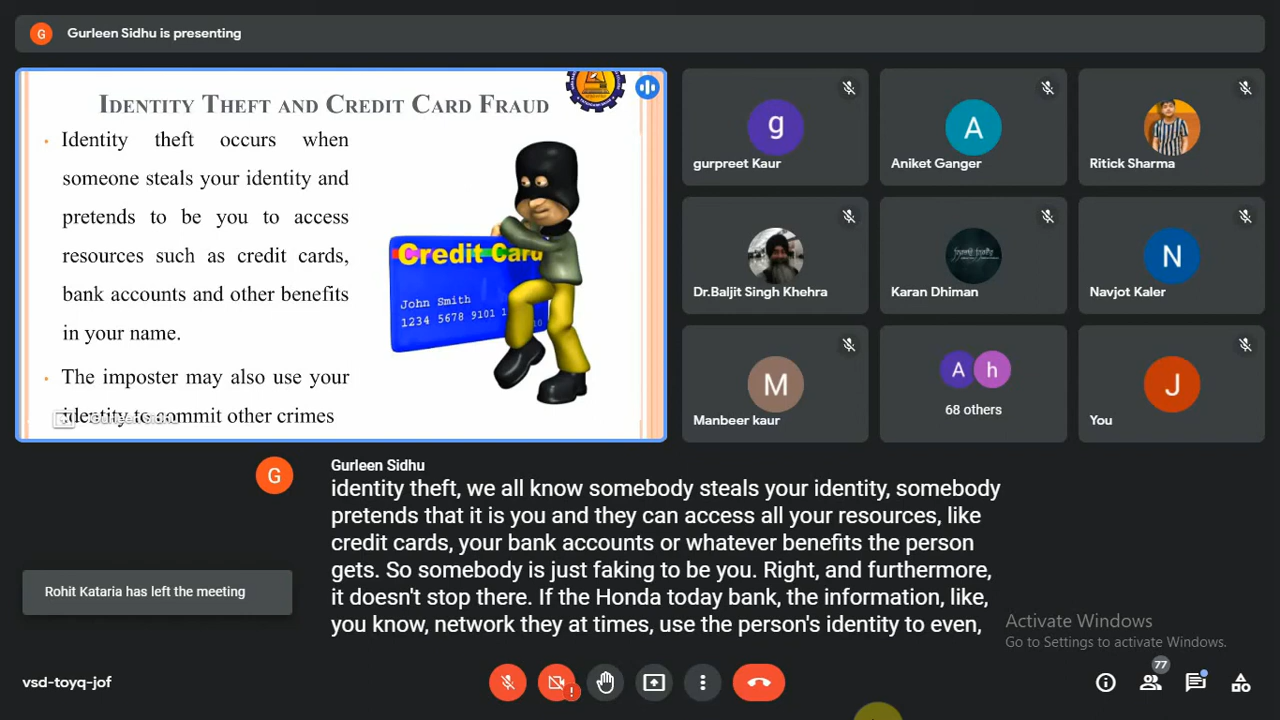 G
Gurleen Sidhu is presenting
IDENTITY THEFT AND CREDIT CARD FRAUD
• Identity theft occurs when
someone steals your identity and
pretends to be you to access
resources such as credit cards,
bank accounts and other benefits
in your name.
• The imposter may also use your
identity to commit other crimes
Gurleen Sidhu
Credit Card
John Smith
1234 5678 9101 1 10
g
gurpreet Kaur
A
Aniket Ganger
Ritick Sharma
Dr.Baljit Singh Khehra
Karan Dhiman
N
Navjot Kaler
M
Manbeer kaur
A h
68 others
J
You
G
Gurleen Sidhu
identity theft, we all know somebody steals your identity, somebody
pretends that it is you and they can access all your resources, like
credit cards, your bank accounts or whatever benefits the person
gets. So somebody is just faking to be you. Right, and furthermore,
it doesn't stop there. If the Honda today bank, the information, like,
you know, network they at times, use the person's identity to even,
Rohit Kataria has left the meeting
Activate Windows
Go to Settings to activate Windows.
vsd-toyq-jof
!
77